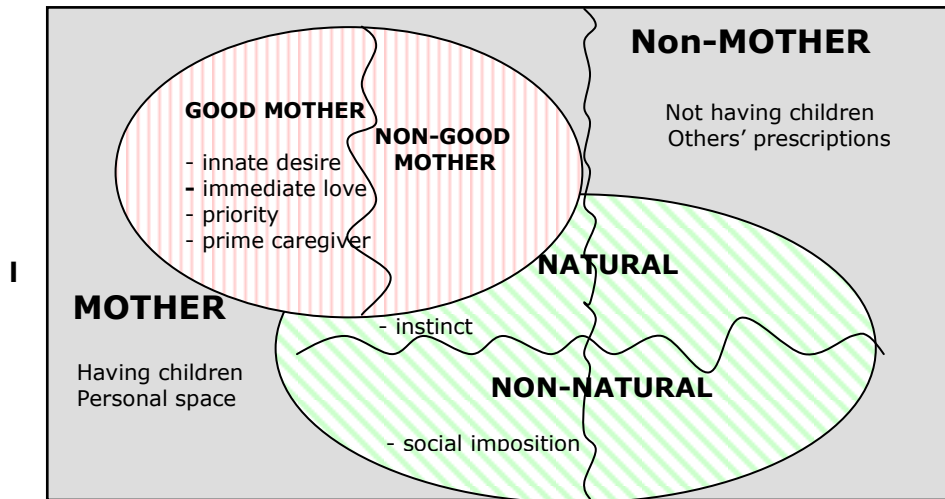 Non-MOTHER
Not having children
Others’ prescriptions
GOOD MOTHER
- innate desire
- immediate love
- priority
- prime caregiver
NON-GOOD
MOTHER
I
MOTHER
Having children
Personal space
NATURAL
- instinct
NON-NATURAL
- social imposition